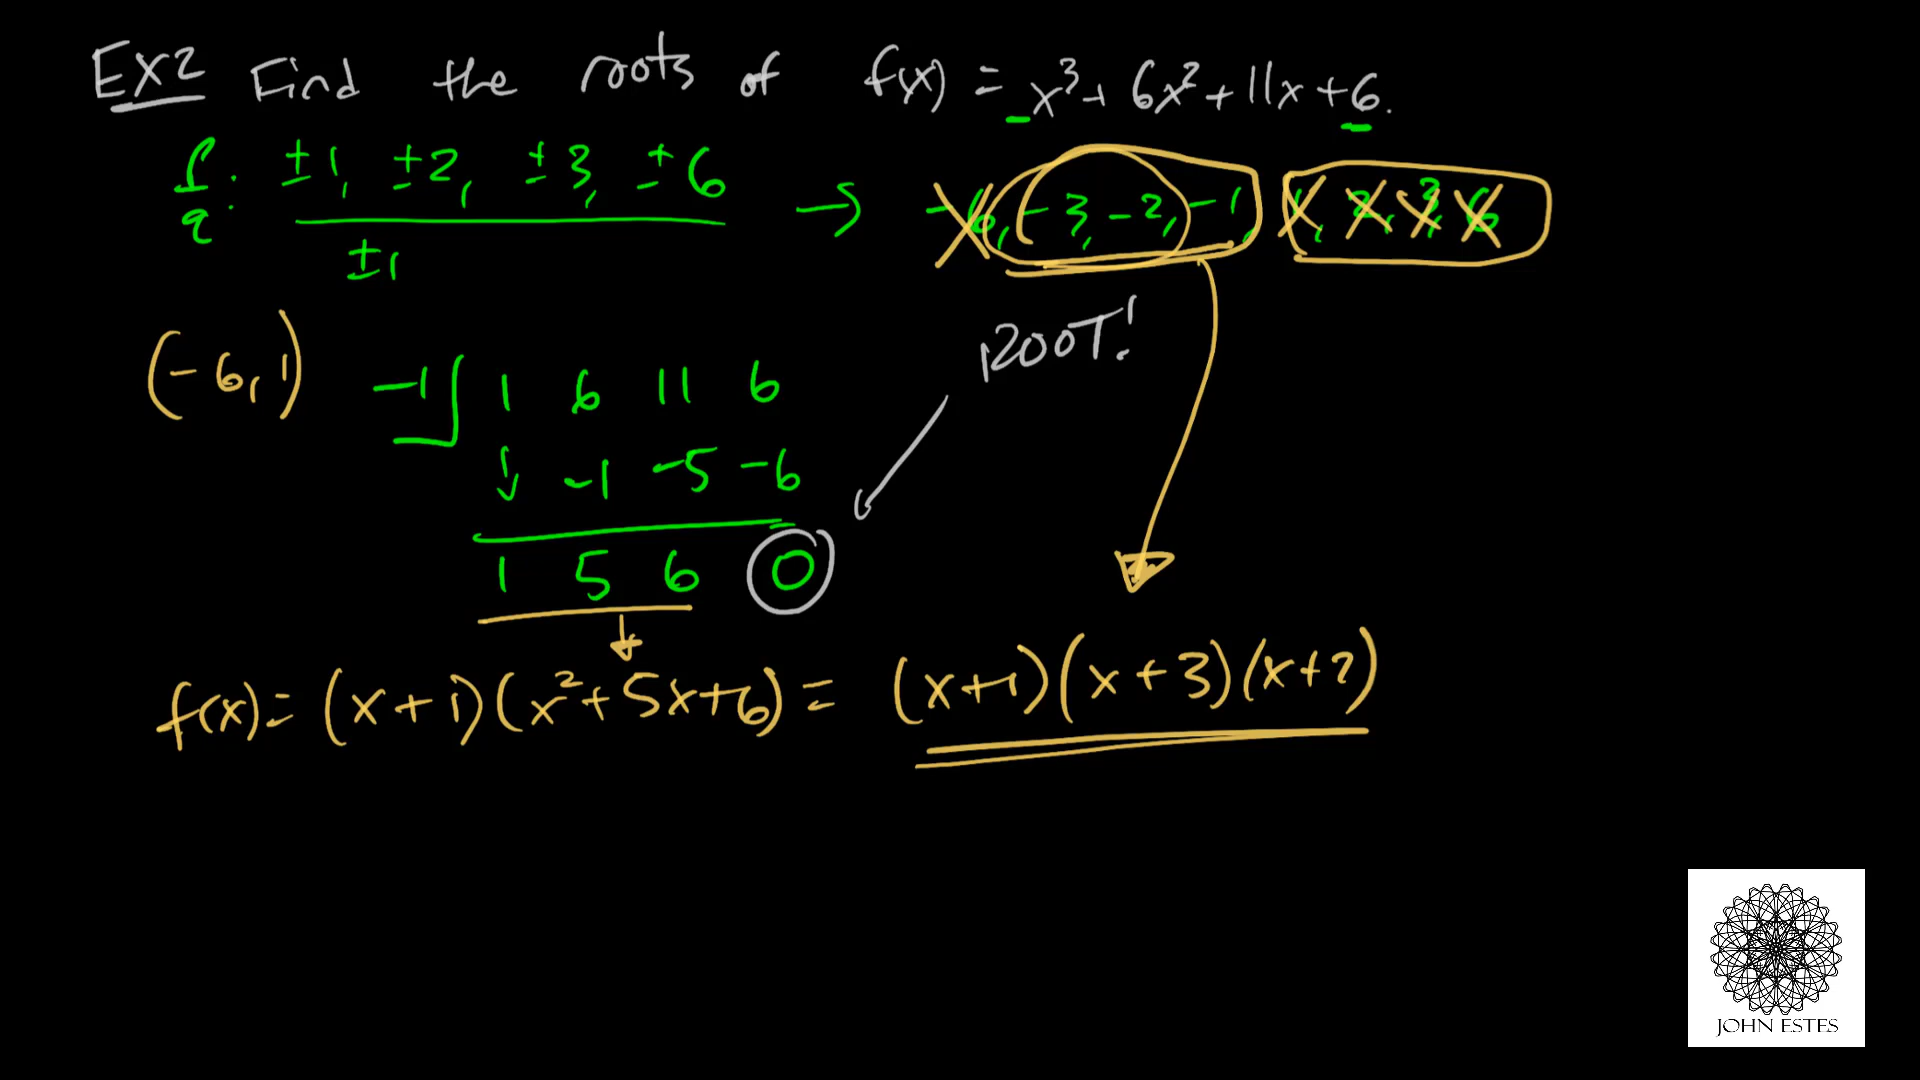 EX2 Find the roots of f(x) = x³ + 6x² + 11x + 6.
p/q : ±1, ±2, ±3, ±6 / ±1 → -6, -3, -2, -1, 1, 2, 3, 6
(-6, 1)
ROOT!
-1 | 1 6 11 6
↓ -1 -5 -6
1 5 6 0
f(x) = (x+1)(x²+5x+6) = (x+1)(x+3)(x+2)
JOHN ESTES